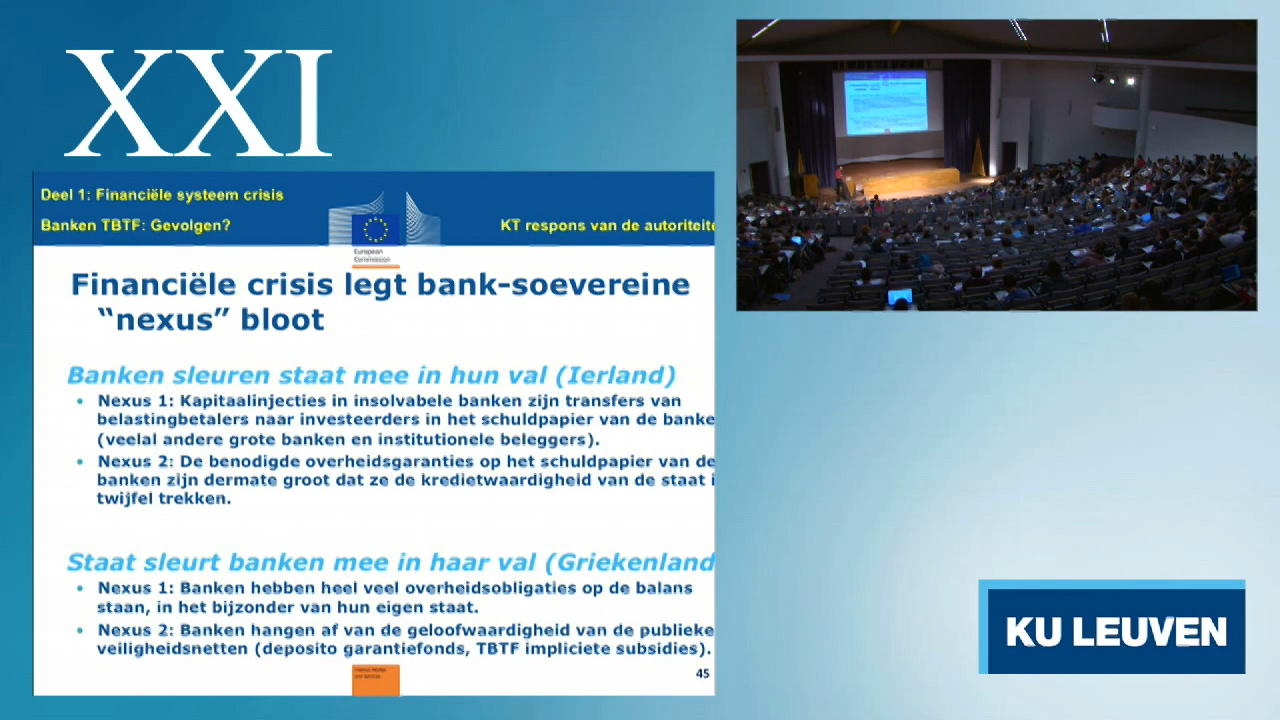 XXI
Deel 1: Financiële systeem crisis
Banken TBTF: Gevolgen?
KT respons van de autoriteite
European
Commission
Financiële crisis legt bank-soevereine
“nexus” bloot
Banken sleuren staat mee in hun val (Ierland)
• Nexus 1: Kapitaalinjecties in insolvabele banken zijn transfers van
belastingbetalers naar investeerders in het schuldpapier van de banke
(veelal andere grote banken en institutionele beleggers).
• Nexus 2: De benodigde overheidsgaranties op het schuldpapier van de
banken zijn dermate groot dat ze de kredietwaardigheid van de staat i
twijfel trekken.
Staat sleurt banken mee in haar val (Griekenland
• Nexus 1: Banken hebben heel veel overheidsobligaties op de balans
staan, in het bijzonder van hun eigen staat.
• Nexus 2: Banken hangen af van de geloofwaardigheid van de publieke
veiligheidsnetten (deposito garantiefonds, TBTF impliciete subsidies).
45
KU LEUVEN